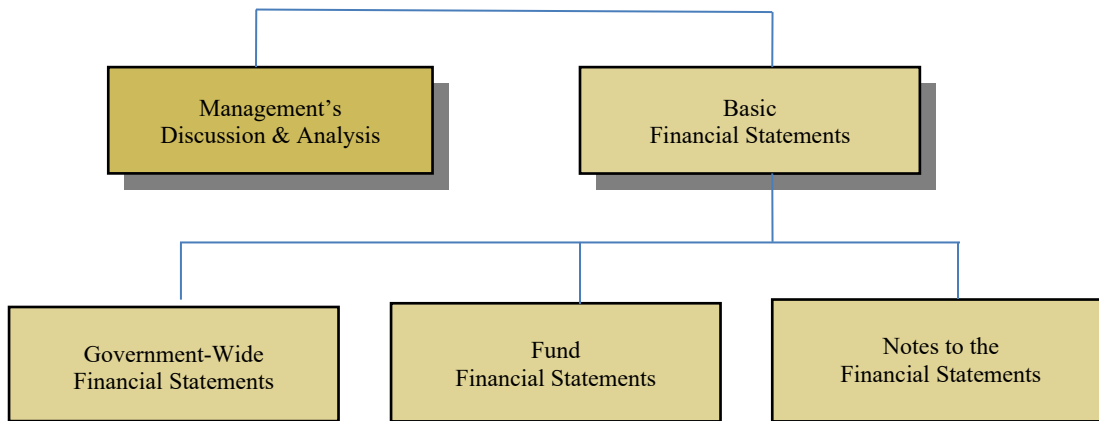 Management’s
Discussion & Analysis
Basic
Financial Statements
Government-Wide
Financial Statements
Fund
Financial Statements
Notes to the
Financial Statements